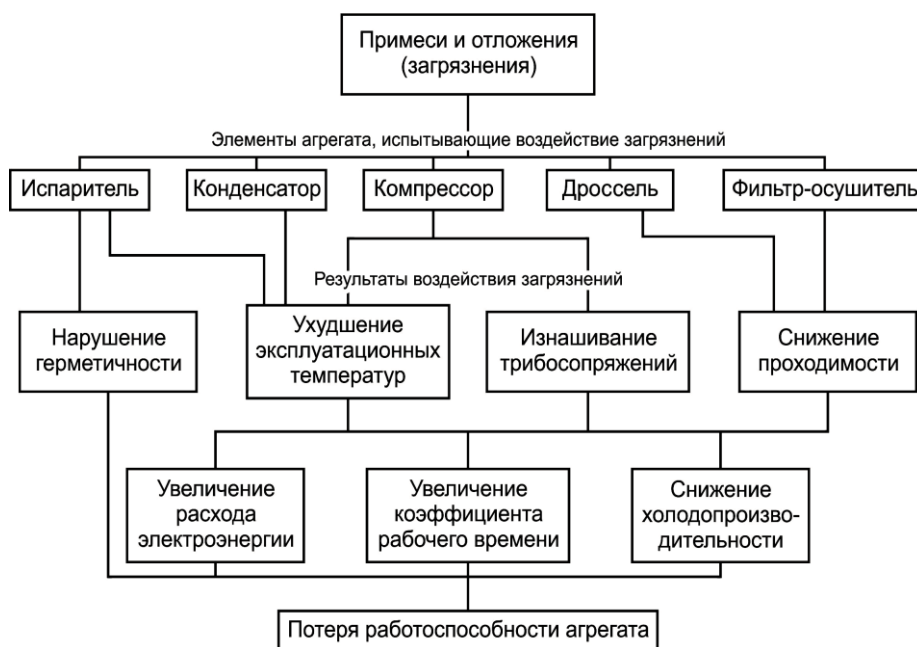 Примеси и отложения
(загрязнения)
Элементы агрегата, испытывающие воздействие загрязнений
Испаритель
Конденсатор
Компрессор
Дроссель
Фильтр-осушитель
Результаты воздействия загрязнений
Нарушение
герметичности
Ухудшение
эксплуатационных
температур
Изнашивание
трибосопряжений
Снижение
проходимости
Увеличение
расхода
электроэнергии
Увеличение
коэффициента
рабочего времени
Снижение
холодопроизво-
дительности
Потеря работоспособности агрегата